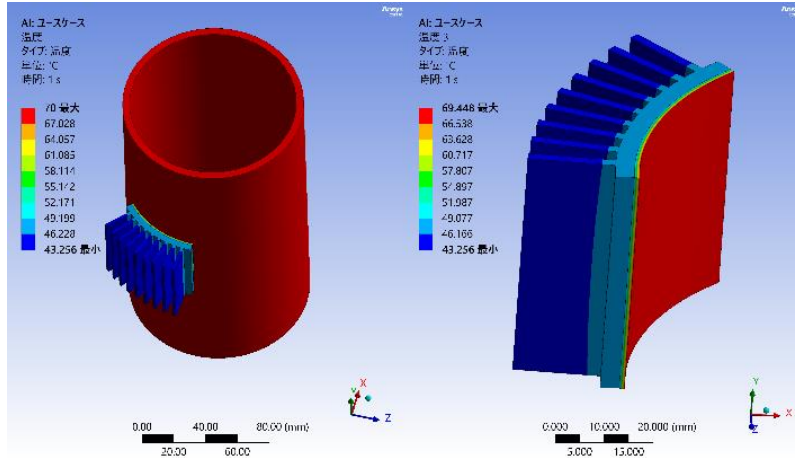 Ansys
A: ユースケース
温度
タイプ: 温度
単位: °C
時間: 1 s
70 最大
67.028
64.057
61.085
58.114
55.142
52.171
49.199
46.228
43.256 最小
X
Y
Z
0.00 40.00 80.00 (mm)
20.00 60.00
Ansys
A: ユースケース
温度 3
タイプ: 温度
単位: °C
時間: 1 s
69.448 最大
66.538
63.628
60.717
57.807
54.897
51.987
49.077
46.166
43.256 最小
Y
X
Z
0.000 10.000 20.000 (mm)
5.000 15.000